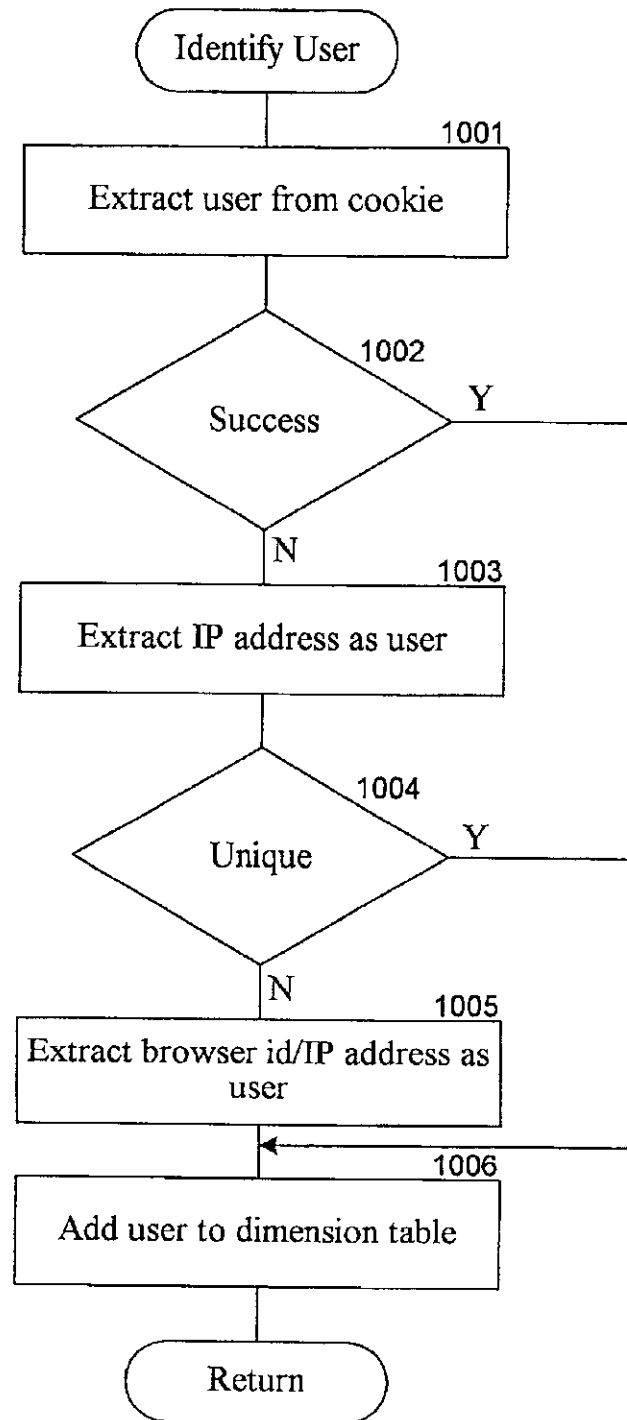 Identify User
1001
Extract user from cookie
1002
Success
Y
N
1003
Extract IP address as user
1004
Unique
Y
N
1005
Extract browser id/IP address as
user
1006
Add user to dimension table
Return